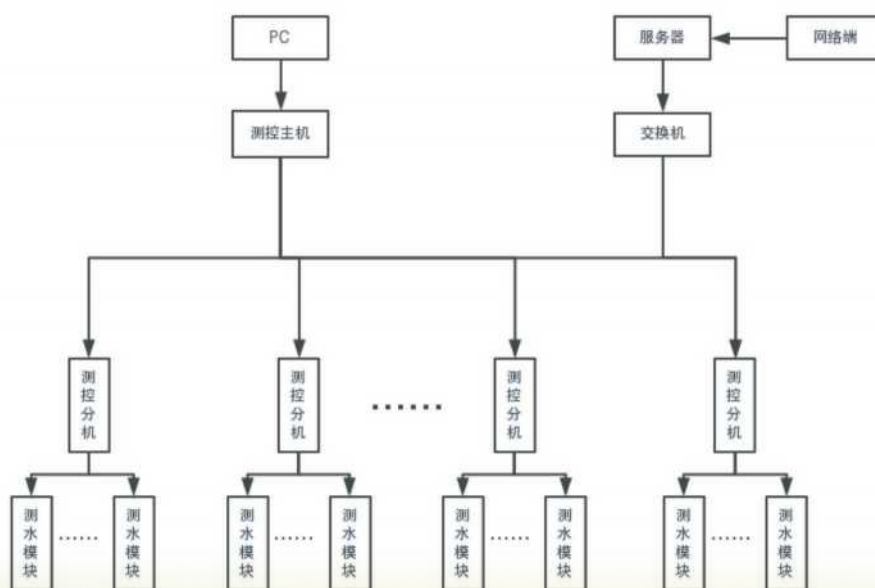 PC
服务器
网络端
测控主机
交换机
测控分机
测控分机
......
测控分机
测控分机
测水模块
......
测水模块
测水模块
......
测水模块
测水模块
......
测水模块
测水模块
......
测水模块